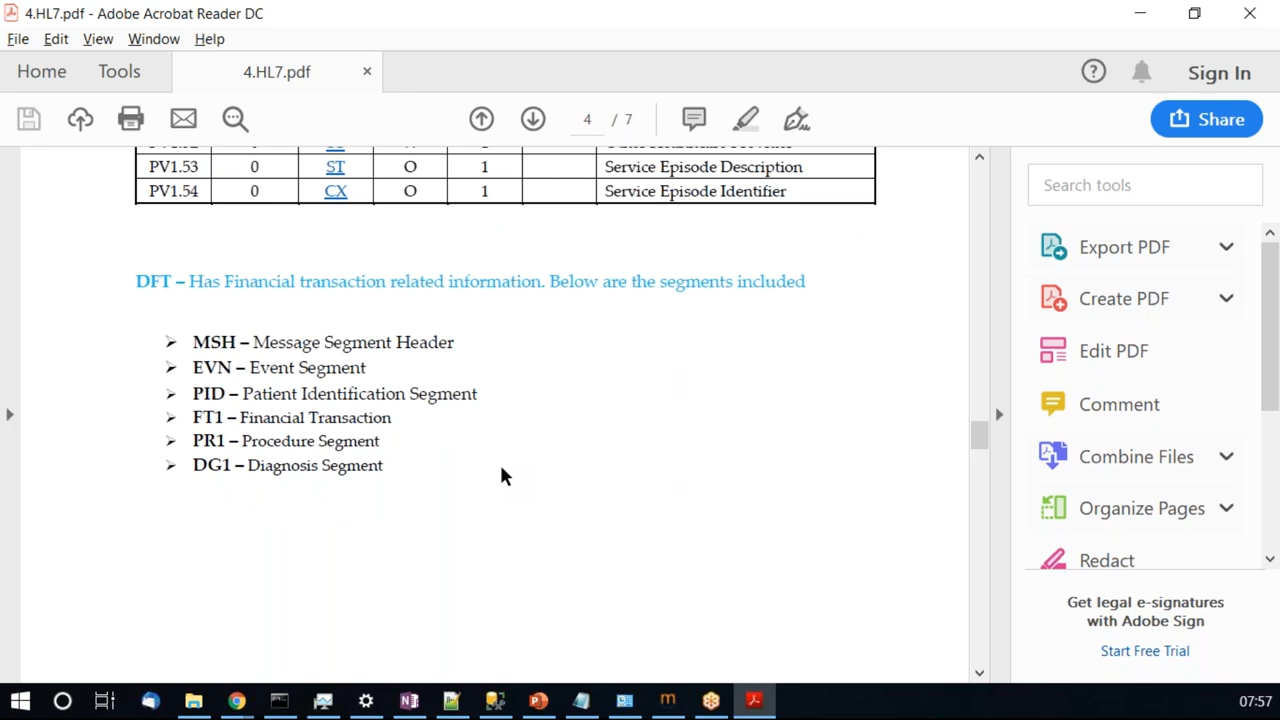 4.HL7.pdf - Adobe Acrobat Reader DC
File Edit View Window Help
Home Tools 4.HL7.pdf × ? Sign In
4 / 7 Share
PV1.53 0 ST O 1 Service Episode Description
PV1.54 0 CX O 1 Service Episode Identifier
DFT – Has Financial transaction related information. Below are the segments included
➢ MSH – Message Segment Header
➢ EVN – Event Segment
➢ PID – Patient Identification Segment
➢ FT1 – Financial Transaction
➢ PR1 – Procedure Segment
➢ DG1 – Diagnosis Segment
Search tools
Export PDF
Create PDF
Edit PDF
Comment
Combine Files
Organize Pages
Redact
Get legal e-signatures
with Adobe Sign
Start Free Trial
07:57